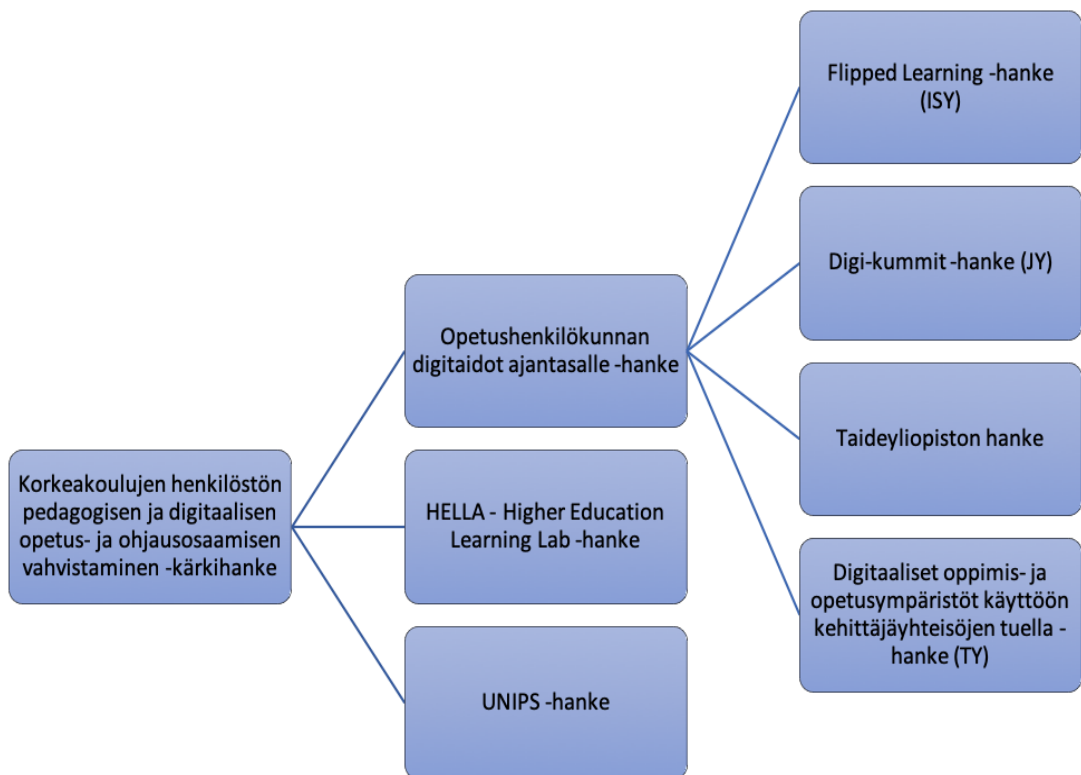 Korkeakoulujen henkilöstön
pedagogisen ja digitaalisen
opetus- ja ohjausosaamisen
vahvistaminen -kärkihanke
Opetushenkilökunnan
digitaidot ajantasalle -hanke
HELLA - Higher Education
Learning Lab -hanke
UNIPS -hanke
Flipped Learning -hanke
(ISY)
Digi-kummit -hanke (JY)
Taideyliopiston hanke
Digitaaliset oppimis- ja
opetusympäristöt käyttöön
kehittäjäyhteisöjen tuella -
hanke (TY)